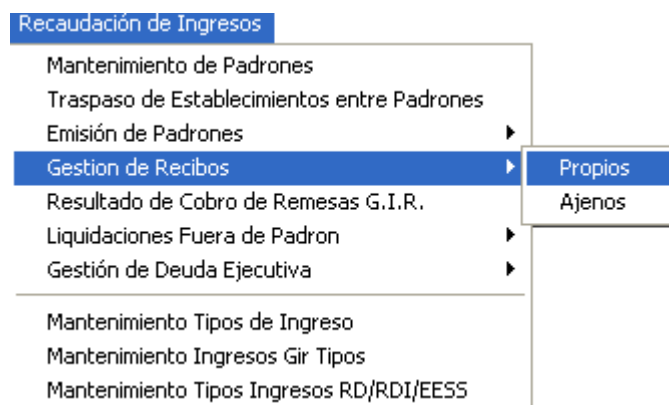 Recaudación de Ingresos
Mantenimiento de Padrones
Traspaso de Establecimientos entre Padrones
Emisión de Padrones
Gestion de Recibos
Propios
Resultado de Cobro de Remesas G.I.R.
Ajenos
Liquidaciones Fuera de Padron
Gestión de Deuda Ejecutiva
Mantenimiento Tipos de Ingreso
Mantenimiento Ingresos Gir Tipos
Mantenimiento Tipos Ingresos RD/RDI/EESS